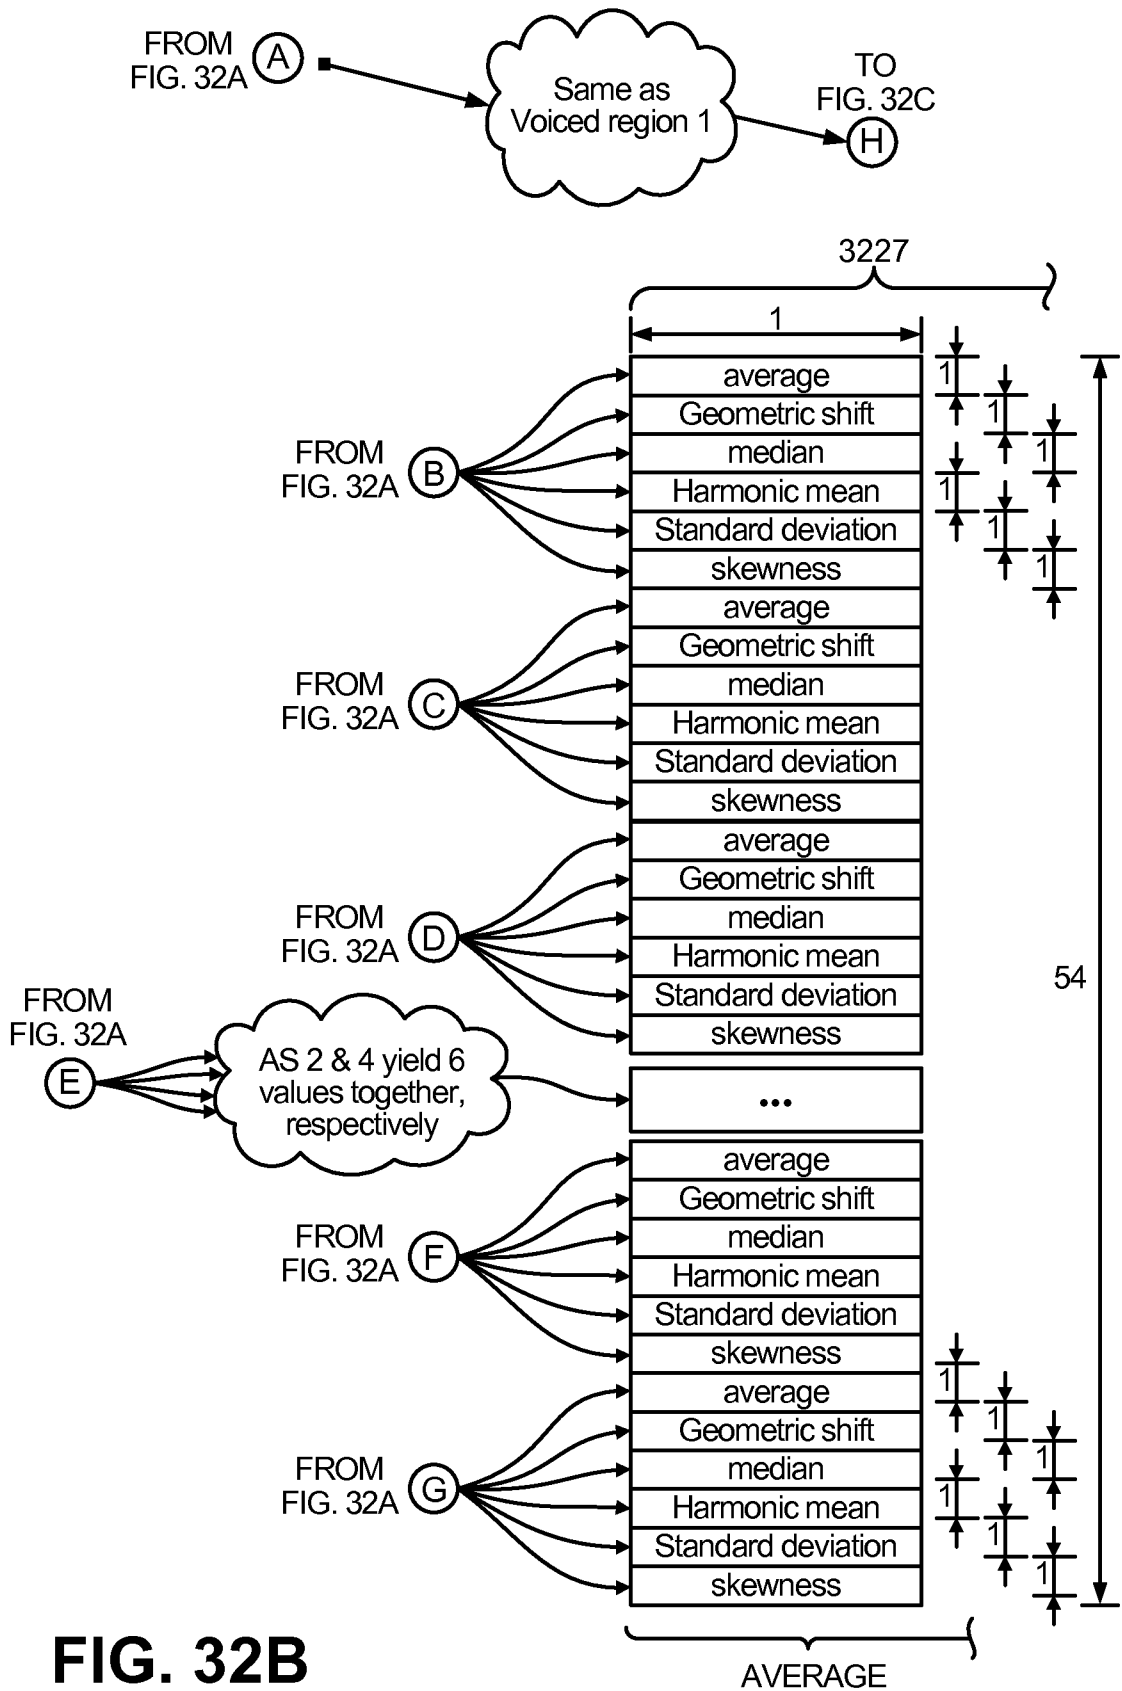 FROM
FIG. 32A
A
Same as
Voiced region 1
TO
FIG. 32C
H
3227
1
average
Geometric shift
median
Harmonic mean
Standard deviation
skewness
1
1
1
1
1
1
FROM
FIG. 32A
B
average
Geometric shift
median
Harmonic mean
Standard deviation
skewness
FROM
FIG. 32A
C
average
Geometric shift
median
Harmonic mean
Standard deviation
skewness
FROM
FIG. 32A
D
54
FROM
FIG. 32A
E
AS 2 & 4 yield 6
values together,
respectively
...
average
Geometric shift
median
Harmonic mean
Standard deviation
skewness
FROM
FIG. 32A
F
average
Geometric shift
median
Harmonic mean
Standard deviation
skewness
1
1
1
1
1
1
FROM
FIG. 32A
G
FIG. 32B
AVERAGE